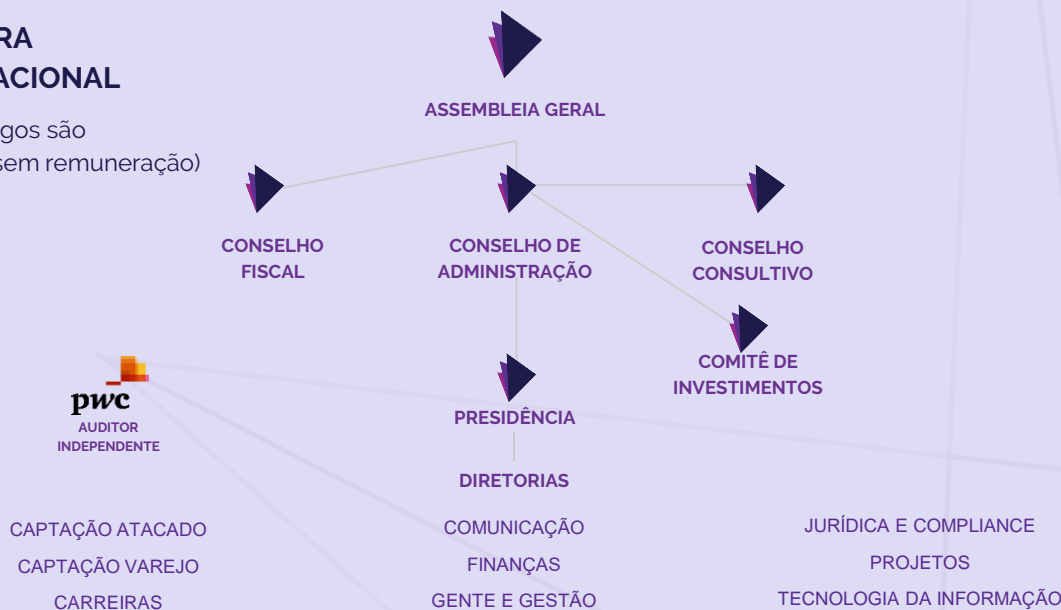 RA
ACIONAL
gos são
sem remuneração)
ASSEMBLEIA GERAL
CONSELHO
FISCAL
CONSELHO DE
ADMINISTRAÇÃO
CONSELHO
CONSULTIVO
COMITÊ DE
INVESTIMENTOS
pwc
AUDITOR
INDEPENDENTE
PRESIDÊNCIA
DIRETORIAS
CAPTAÇÃO ATACADO
CAPTAÇÃO VAREJO
CARREIRAS
COMUNICAÇÃO
FINANÇAS
GENTE E GESTÃO
JURÍDICA E COMPLIANCE
PROJETOS
TECNOLOGIA DA INFORMAÇÃO